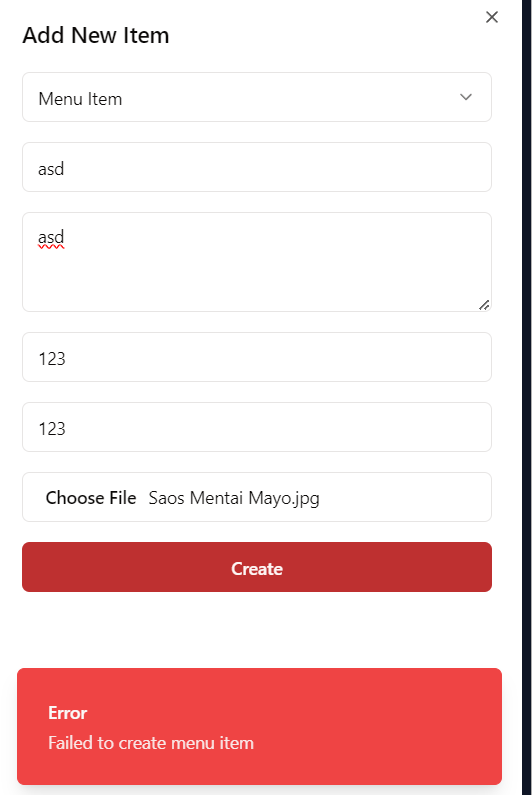 Add New Item
Menu Item
asd
asd
123
123
Choose File Saos Mentai Mayo.jpg
Create
Error
Failed to create menu item